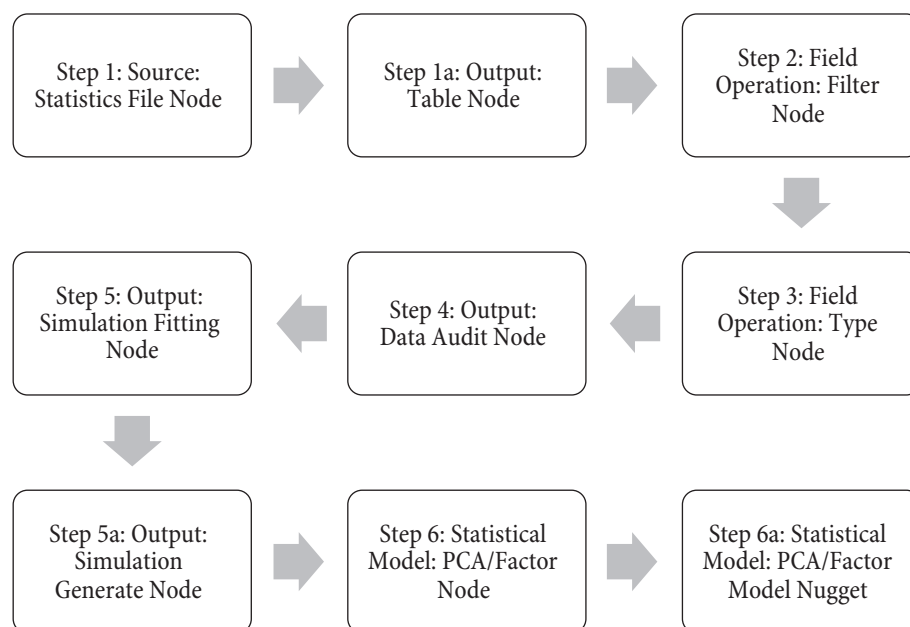 Step 1: Source:
Statistics File Node
Step 1a: Output:
Table Node
Step 2: Field
Operation: Filter
Node
Step 3: Field
Operation: Type
Node
Step 4: Output:
Data Audit Node
Step 5: Output:
Simulation Fitting
Node
Step 5a: Output:
Simulation
Generate Node
Step 6: Statistical
Model: PCA/Factor
Node
Step 6a: Statistical
Model: PCA/Factor
Model Nugget